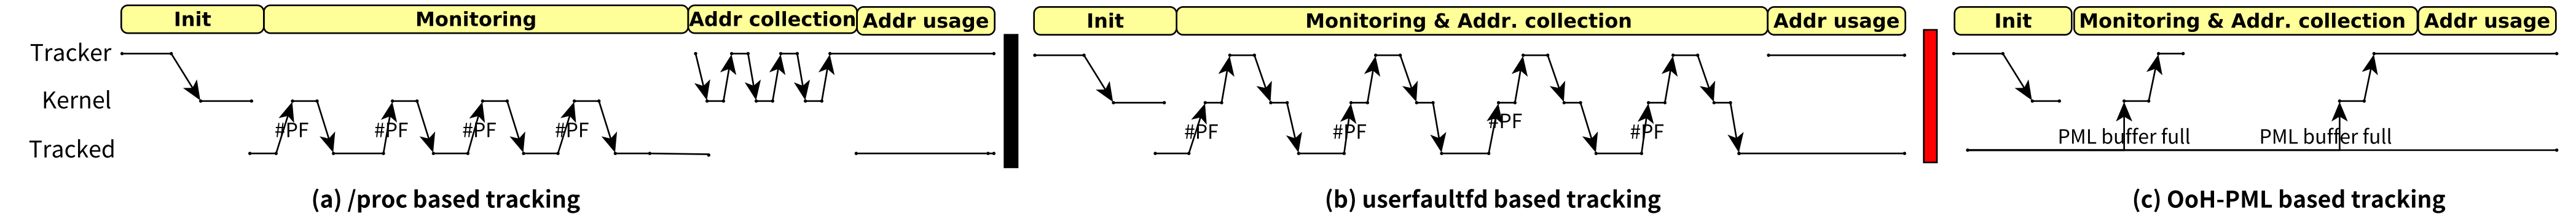 Init Monitoring Addr collection Addr usage Init Monitoring & Addr. collection Addr usage Init Monitoring & Addr. collection Addr usage
Tracker
Kernel
#PF #PF #PF #PF #PF #PF #PF #PF PML buffer full PML buffer full
Tracked
(a) /proc based tracking (b) userfaultfd based tracking (c) OoH-PML based tracking